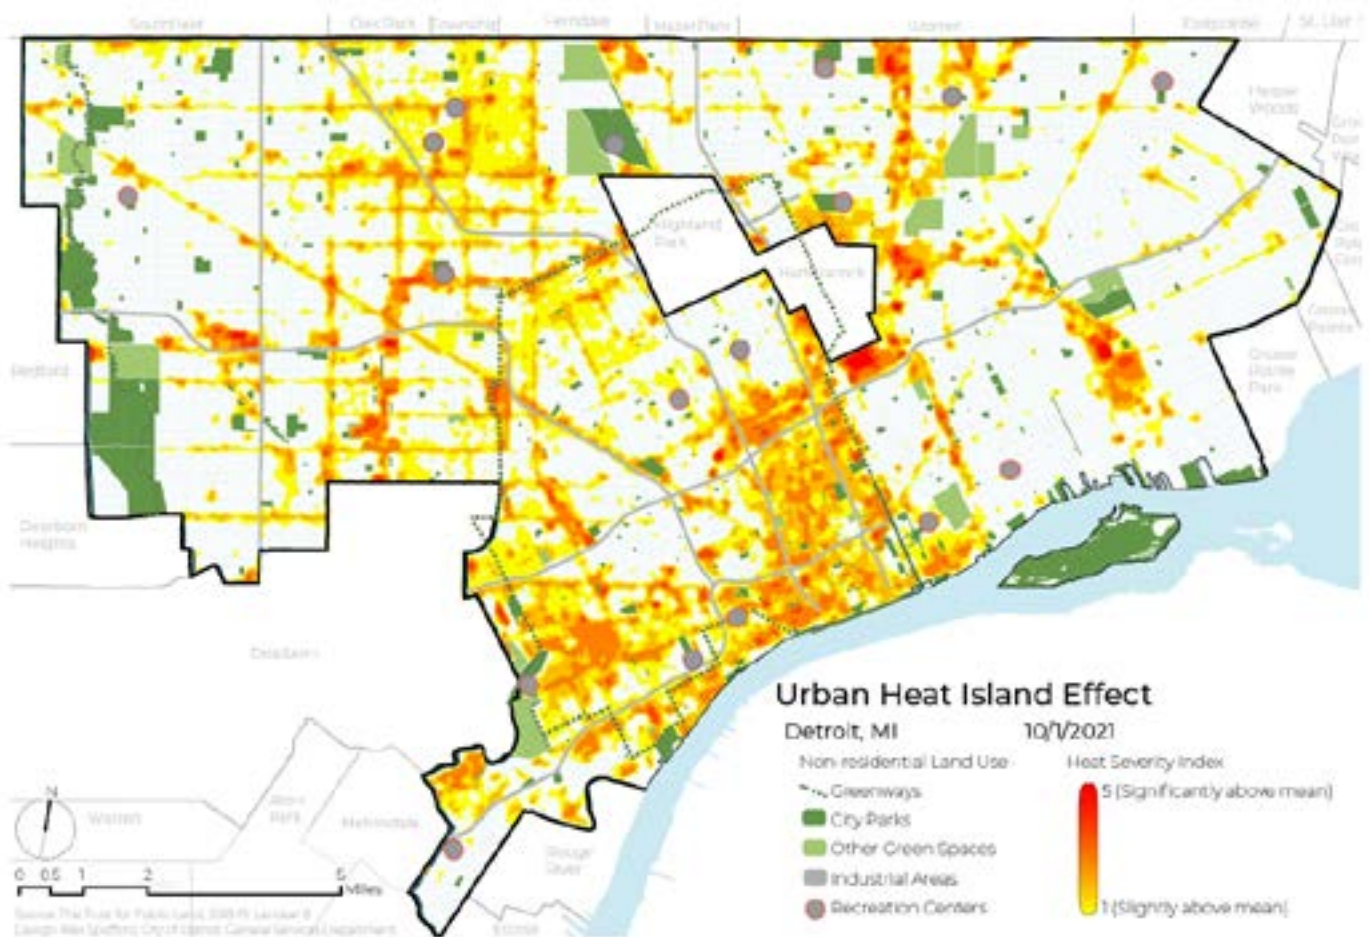 Oak Park
Township
Ferndale
Hazel Park
Warren
Harper
Woods
Highland
Park
Hamtramck
Redford
Grosse
Pointe
Park
Dearborn
Heights
Dearborn
Urban Heat Island Effect
Detroit, MI
10/1/2021
Non-residential Land Use
Heat Severity Index
Greenways
5 (Significantly above mean)
City Parks
Other Green Spaces
Industrial Areas
Recreation Centers
1 (Slightly above mean)
N
Warren
Allen
Park
Melvindale
Rouge
River
0 0.5 1 2 5
Miles
Ecorse